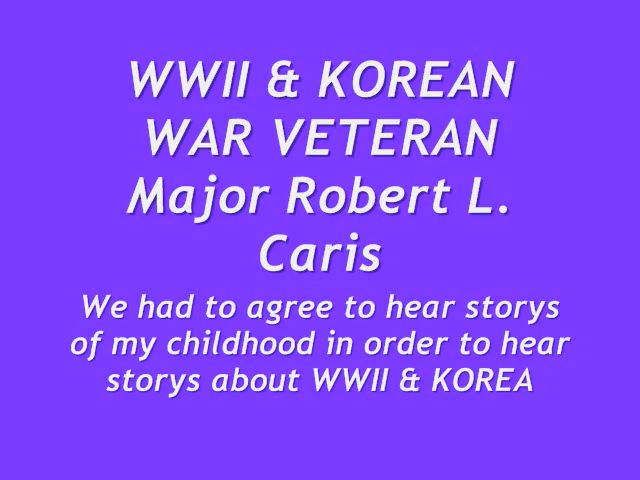 WWII & KOREAN
WAR VETERAN
Major Robert L.
Caris
We had to agree to hear storys
of my childhood in order to hear
storys about WWII & KOREA